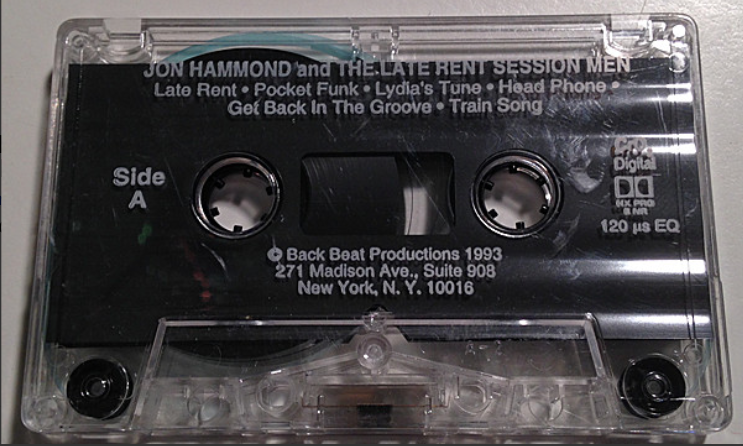 JON HAMMOND and THE LATE RENT SESSION MEN
Late Rent • Pocket Funk • Lydia's Tune • Head Phone •
Get Back In The Groove • Train Song
Side
A
Digital
HX PRO
B NR
120 µs EQ
© Back Beat Productions 1993
271 Madison Ave., Suite 908
New York, N. Y. 10016